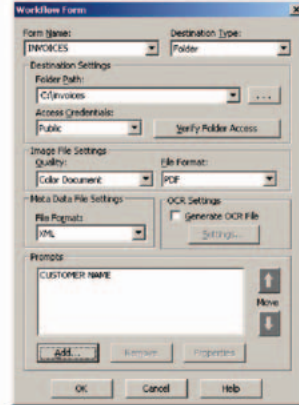 Workflow Form
Form Name: Destination Type:
INVOICES Folder
Destination Settings
Folder Path:
C:\Invoices ...
Access Credentials:
Public Verify Folder Access
Image File Settings
Quality: File Format:
Color Document PDF
Meta Data File Settings OCR Settings
File Format: Generate OCR File
XML Settings...
Prompts
CUSTOMER NAME
Move
Add... Remove Properties
OK Cancel Help